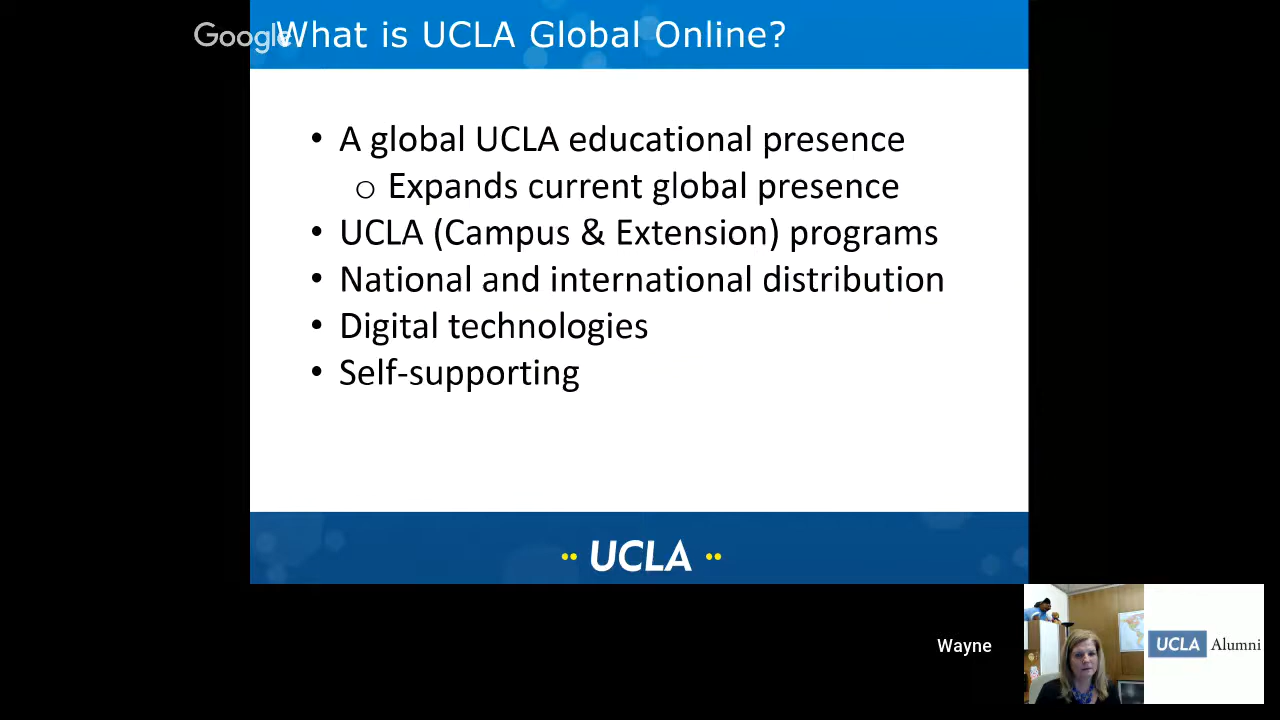 Google
What is UCLA Global Online?
• A global UCLA educational presence
o Expands current global presence
• UCLA (Campus & Extension) programs
• National and international distribution
• Digital technologies
• Self-supporting
UCLA
Wayne
UCLA Alumni